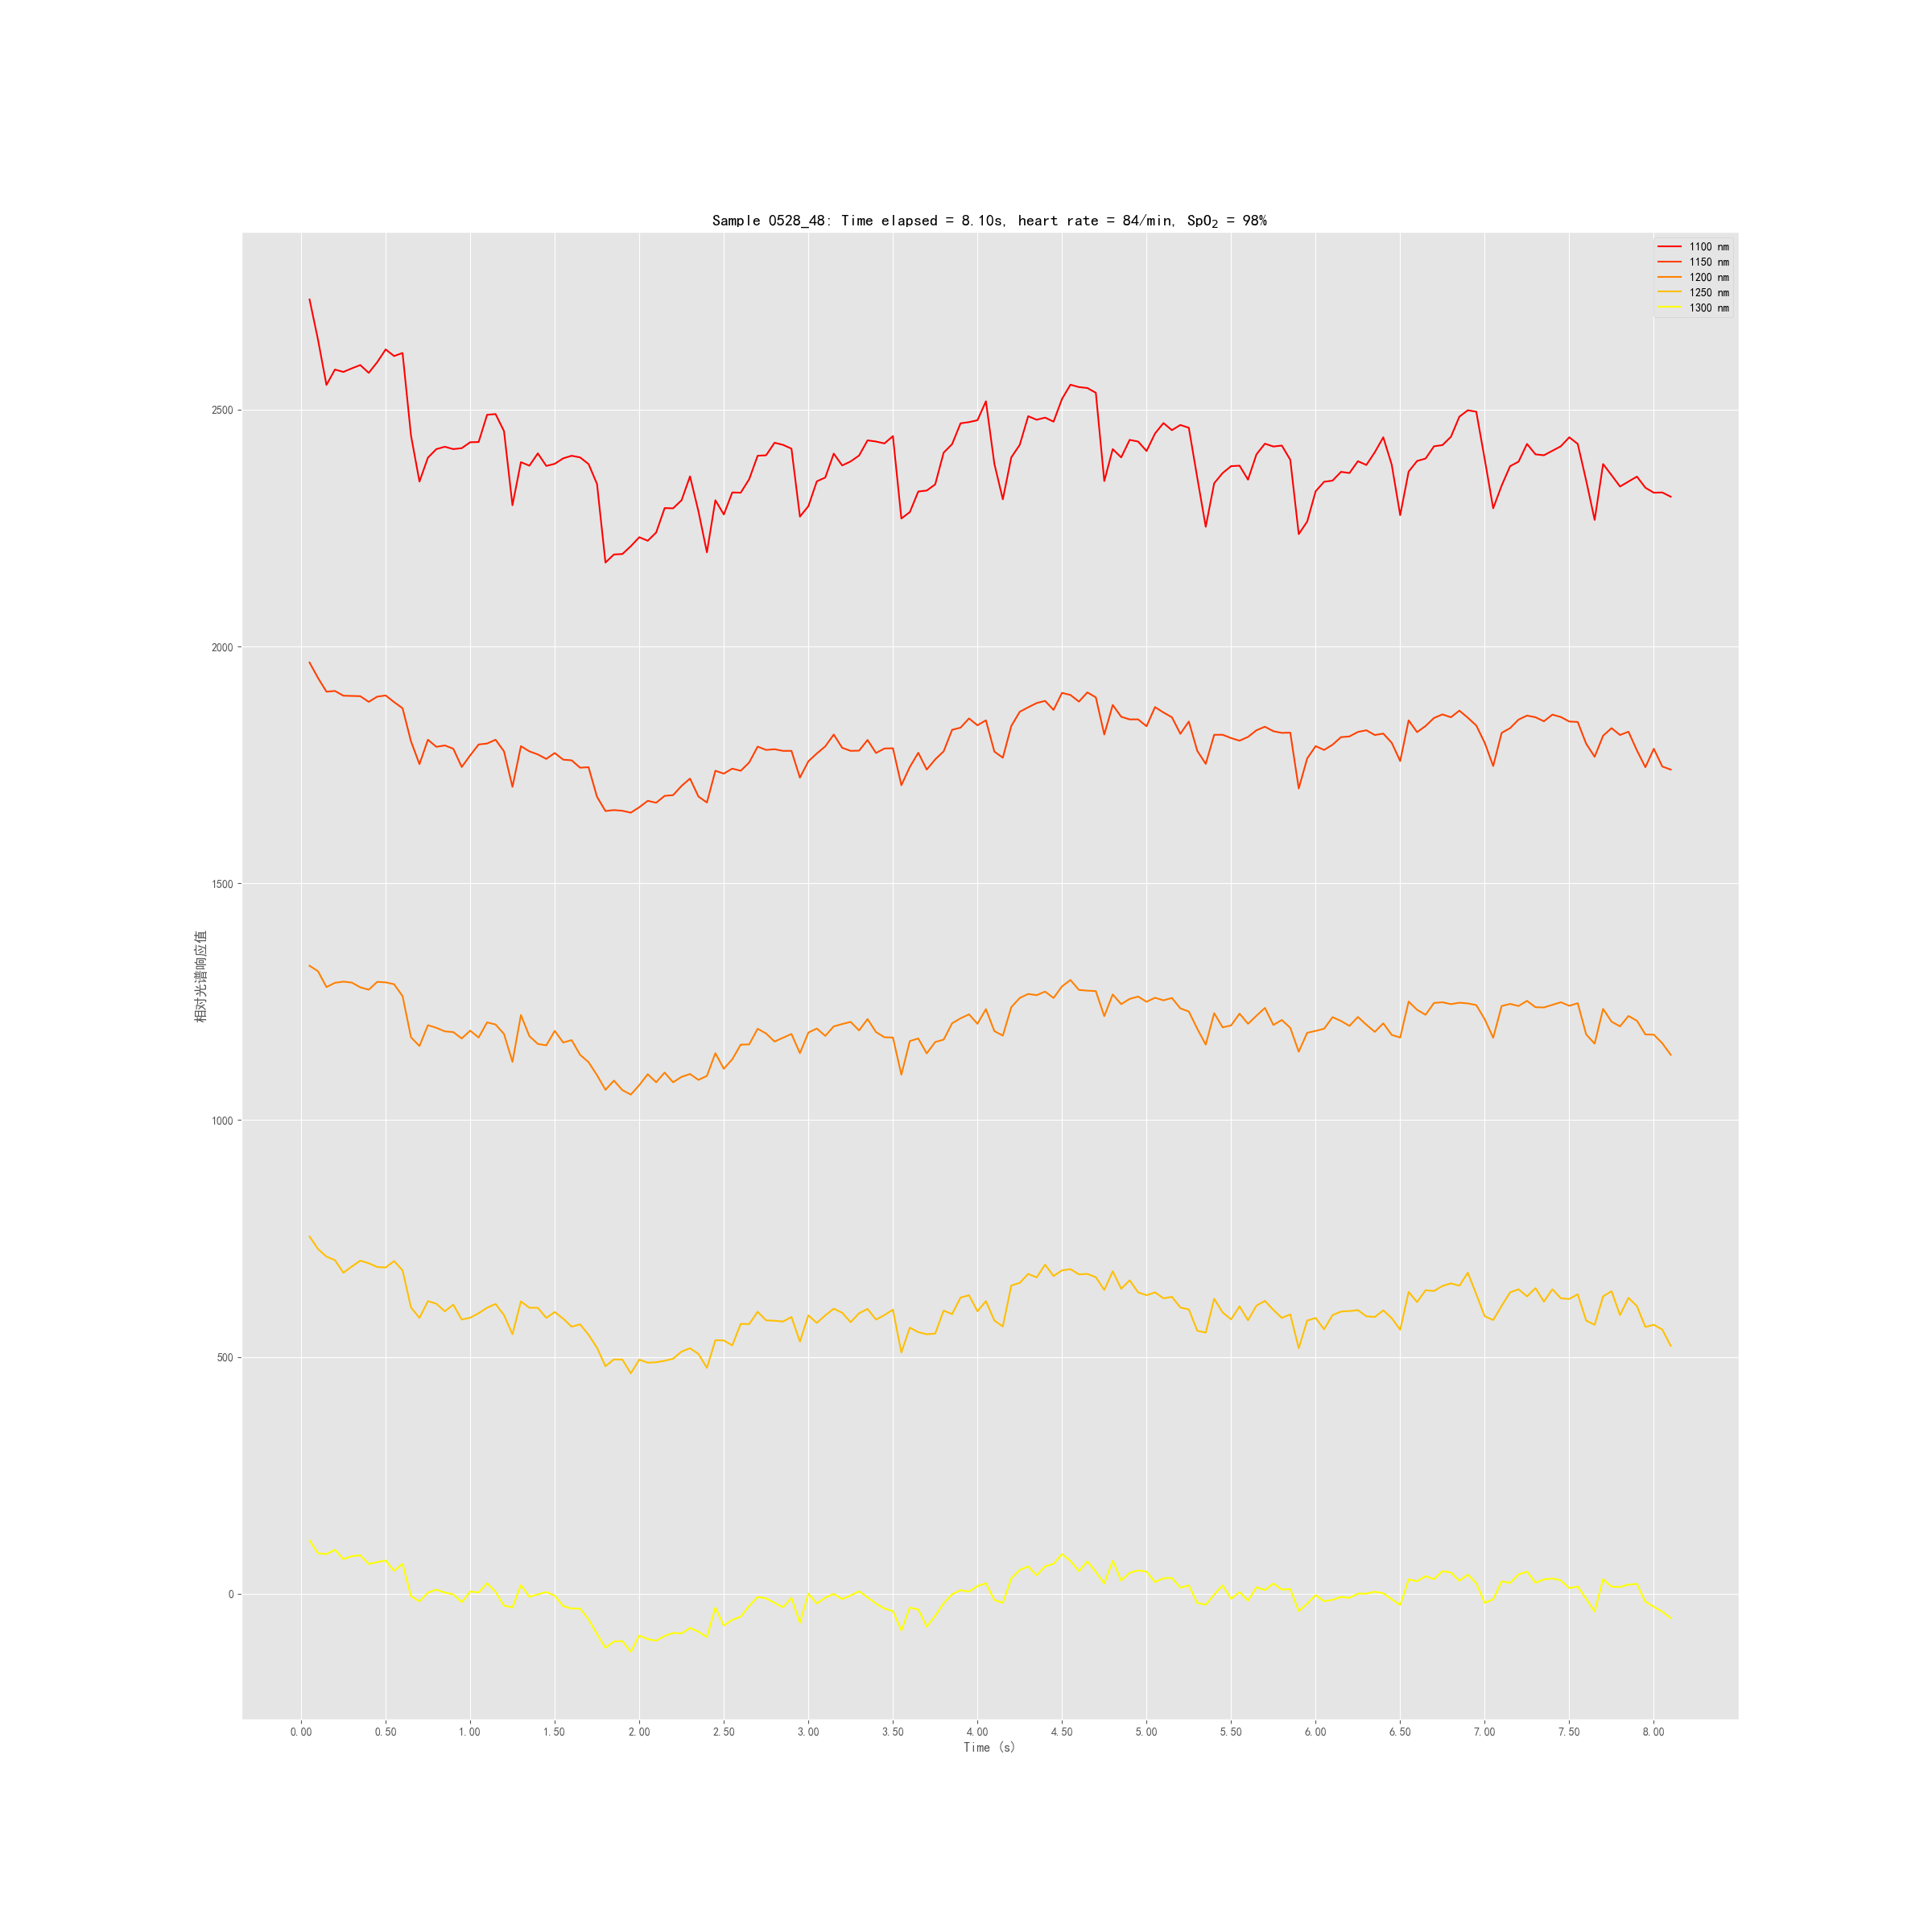 Sample 0528_48: Time elapsed = 8.10s, heart rate = 84/min, SpO₂ = 98%
1100 nm
1150 nm
1200 nm
1250 nm
1300 nm
2500
2000
1500
1000
500
0
相对光谱响应值
0.00 0.50 1.00 1.50 2.00 2.50 3.00 3.50 4.00 4.50 5.00 5.50 6.00 6.50 7.00 7.50 8.00
Time (s)